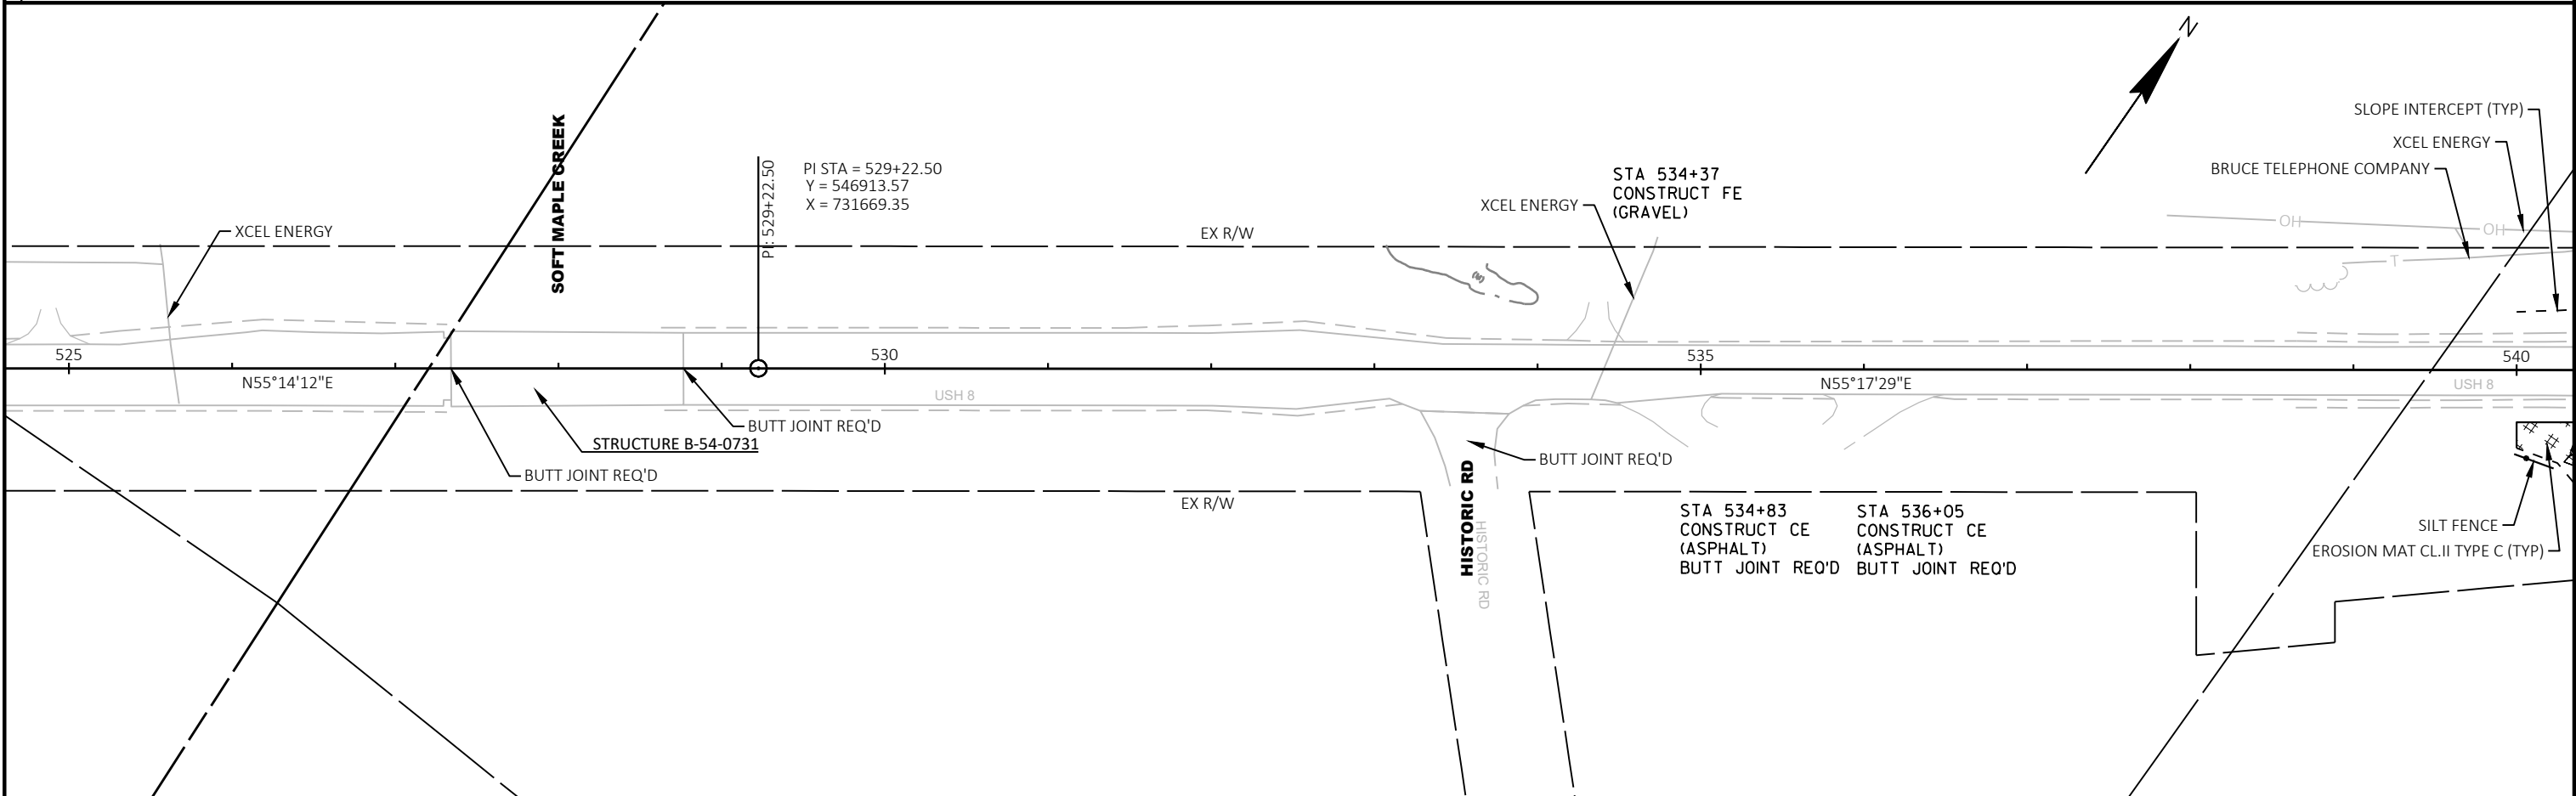 N
SLOPE INTERCEPT (TYP)
XCEL ENERGY
BRUCE TELEPHONE COMPANY
SOFT MAPLE CREEK
PI: 529+22.50
PI STA = 529+22.50
Y = 546913.57
X = 731669.35
STA 534+37
CONSTRUCT FE
(GRAVEL)
XCEL ENERGY
XCEL ENERGY
EX R/W
OH
OH
T
525
530
535
540
N55°14'12"E
N55°17'29"E
USH 8
USH 8
BUTT JOINT REQ'D
STRUCTURE B-54-0731
BUTT JOINT REQ'D
BUTT JOINT REQ'D
EX R/W
HISTORIC RD
HISTORIC RD
STA 534+83
CONSTRUCT CE
(ASPHALT)
BUTT JOINT REQ'D
STA 536+05
CONSTRUCT CE
(ASPHALT)
BUTT JOINT REQ'D
SILT FENCE
EROSION MAT CL.II TYPE C (TYP)